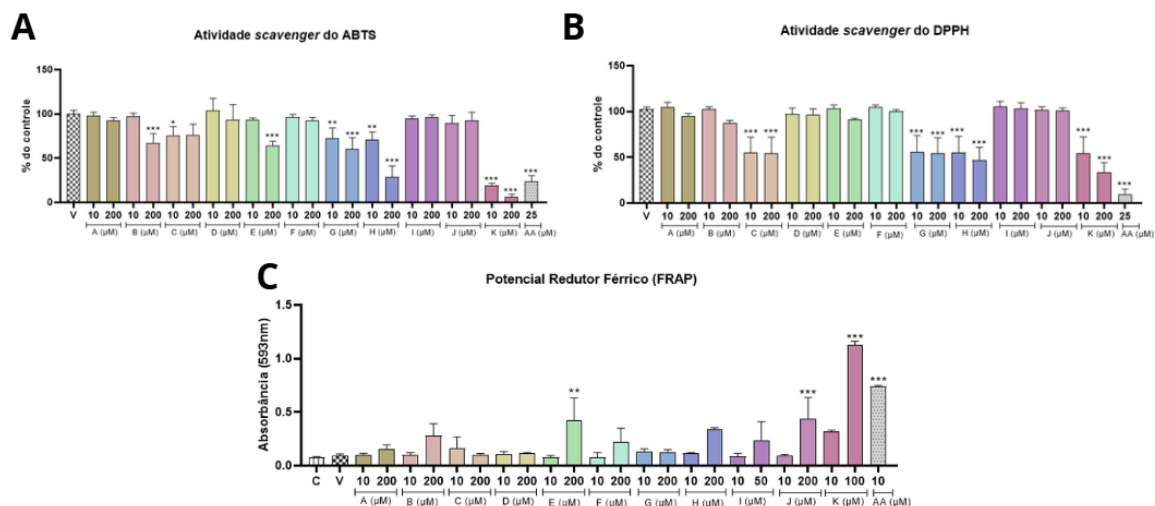 A
Atividade scavenger do ABTS
% do controle
150
100
50
0
** *** ***
*** * *** ** *** *** *** ***
V 10 200 10 200 10 200 10 200 10 200 10 200 10 200 10 200 10 200 10 200 10 200 25
A (µM) B (µM) C (µM) D (µM) E (µM) F (µM) G (µM) H (µM) I (µM) J (µM) K (µM) AA (µM)
B
Atividade scavenger do DPPH
% do controle
150
100
50
0
*** *** *** *** *** *** *** *** ***
V 10 200 10 200 10 200 10 200 10 200 10 200 10 200 10 200 10 200 10 200 10 200 25
A (µM) B (µM) C (µM) D (µM) E (µM) F (µM) G (µM) H (µM) I (µM) J (µM) K (µM) AA (µM)
C
Potencial Redutor Férrico (FRAP)
Absorbância (593nm)
1.5
1.0
0.5
0.0
** *** *** ***
C V 10 200 10 200 10 200 10 200 10 200 10 200 10 200 10 200 10 50 10 200 10 100 10
A (µM) B (µM) C (µM) D (µM) E (µM) F (µM) G (µM) H (µM) I (µM) J (µM) K (µM) AA (µM)